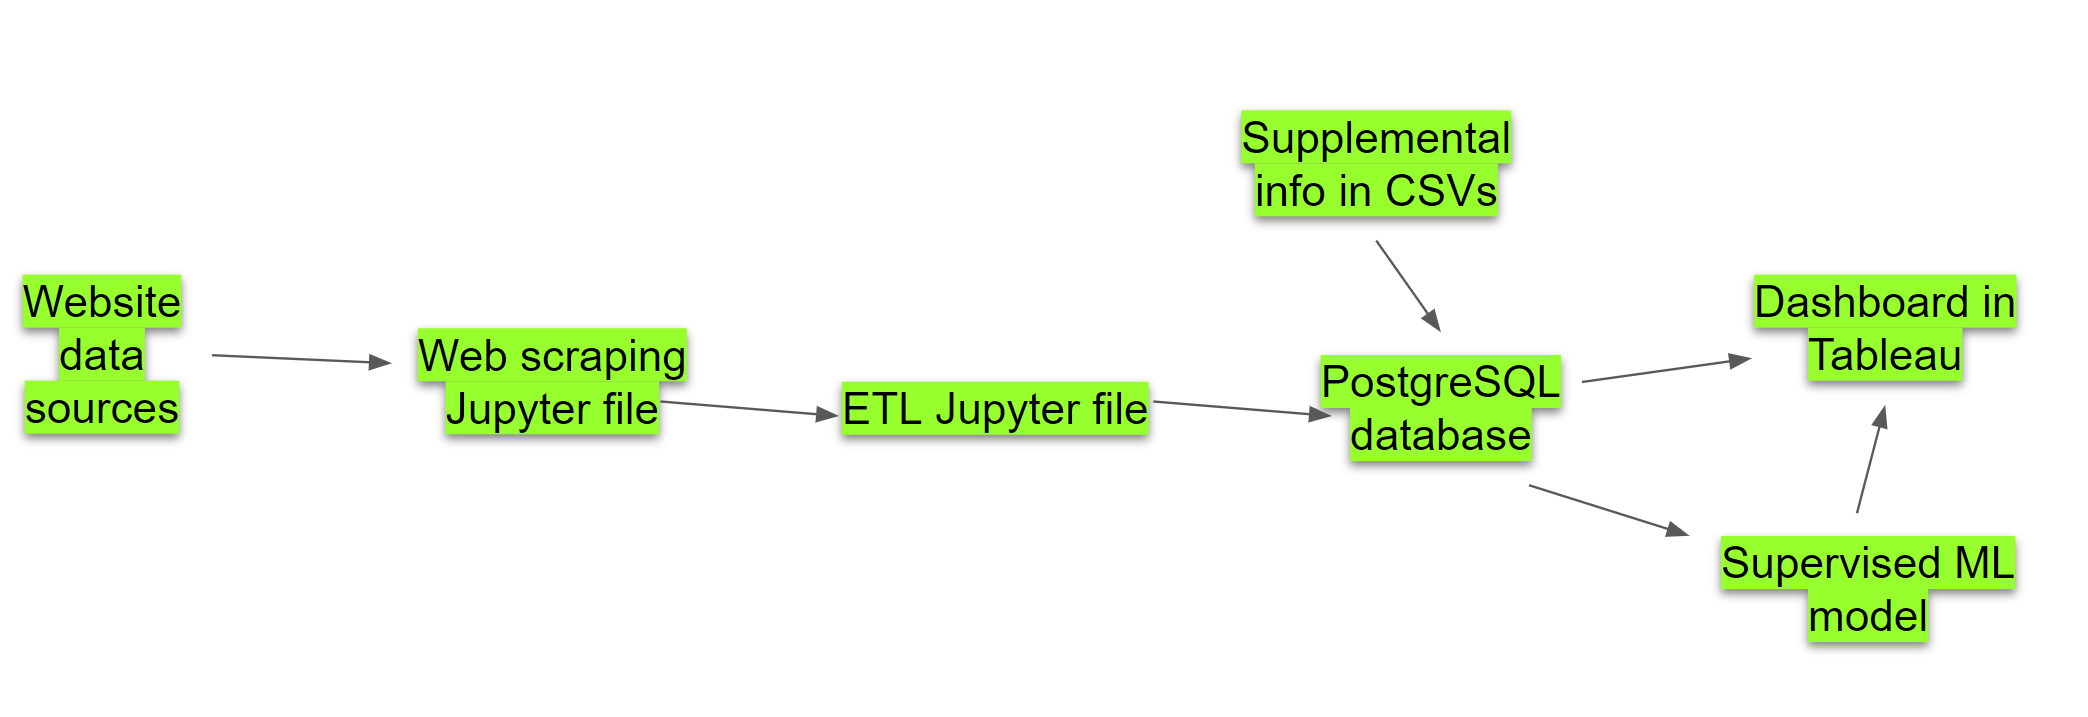 Website
data
sources
Web scraping
Jupyter file
ETL Jupyter file
Supplemental
info in CSVs
PostgreSQL
database
Dashboard in
Tableau
Supervised ML
model